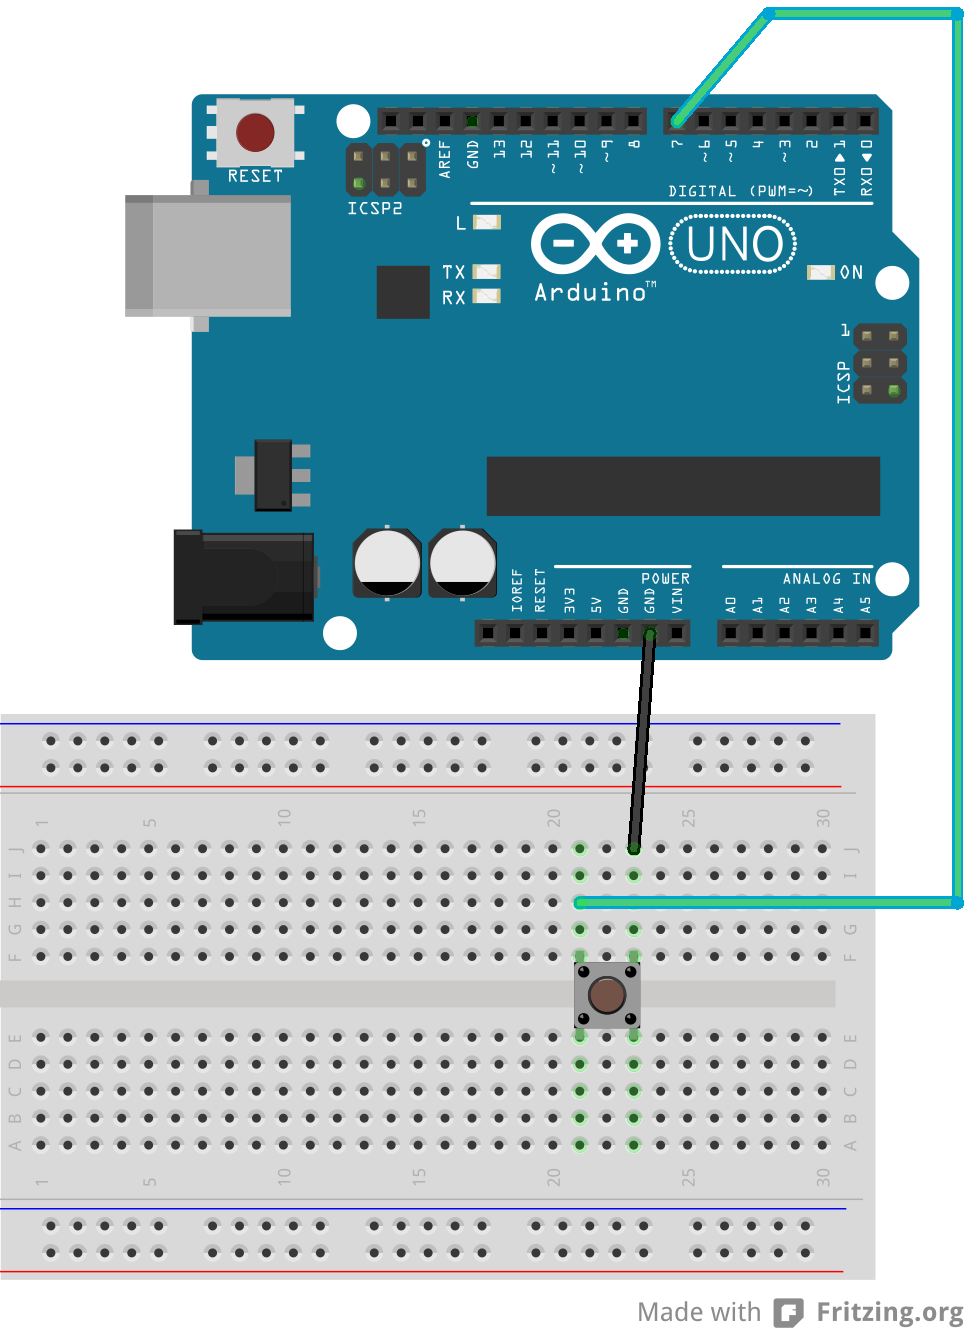 RESET
ICSP2
AREF
GND
13
12
~11
~10
~9
8
7
~6
~5
4
~3
2
TX0 1
RX0 0
DIGITAL (PWM=~)
L
TX
RX
Arduino™
UNO
ON
1
ICSP
POWER
ANALOG IN
IOREF
RESET
3V3
5V
GND
GND
VIN
A0
A1
A2
A3
A4
A5
1 5 10 15 20 25 30
J J
I I
H H
G G
F F
E E
D D
C C
B B
A A
1 5 10 15 20 25 30
Made with Fritzing.org